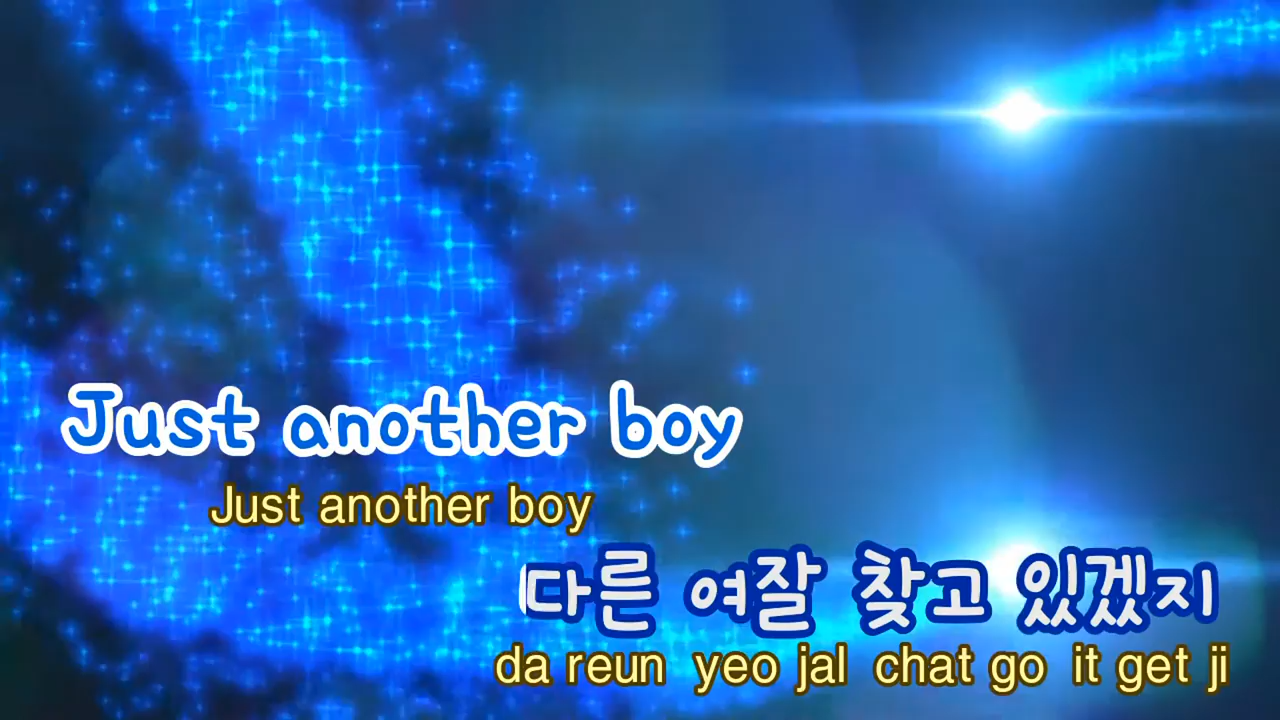 Just another boy
Just another boy
다른 여잘 찾고 있겠지
da reun yeo jal chat go it get ji